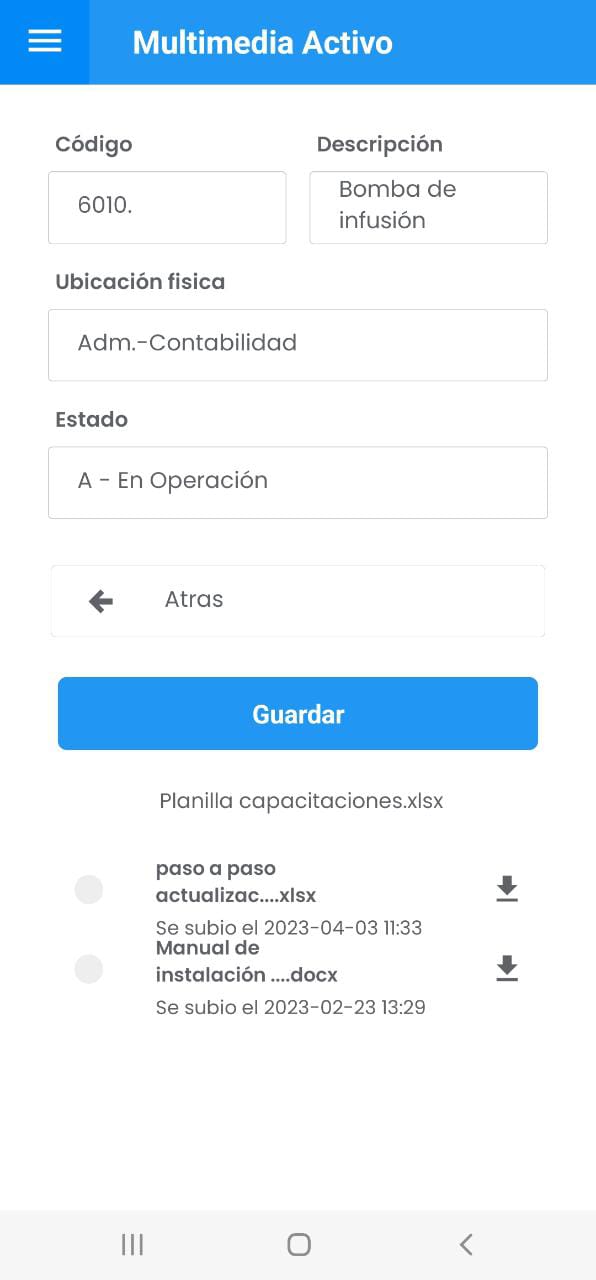 Multimedia Activo
Código
Descripción
6010.
Bomba de
infusión
Ubicación fisica
Adm.-Contabilidad
Estado
A - En Operación
Atras
Guardar
Planilla capacitaciones.xlsx
paso a paso
actualizac....xlsx
Se subio el 2023-04-03 11:33
Manual de
instalación ....docx
Se subio el 2023-02-23 13:29